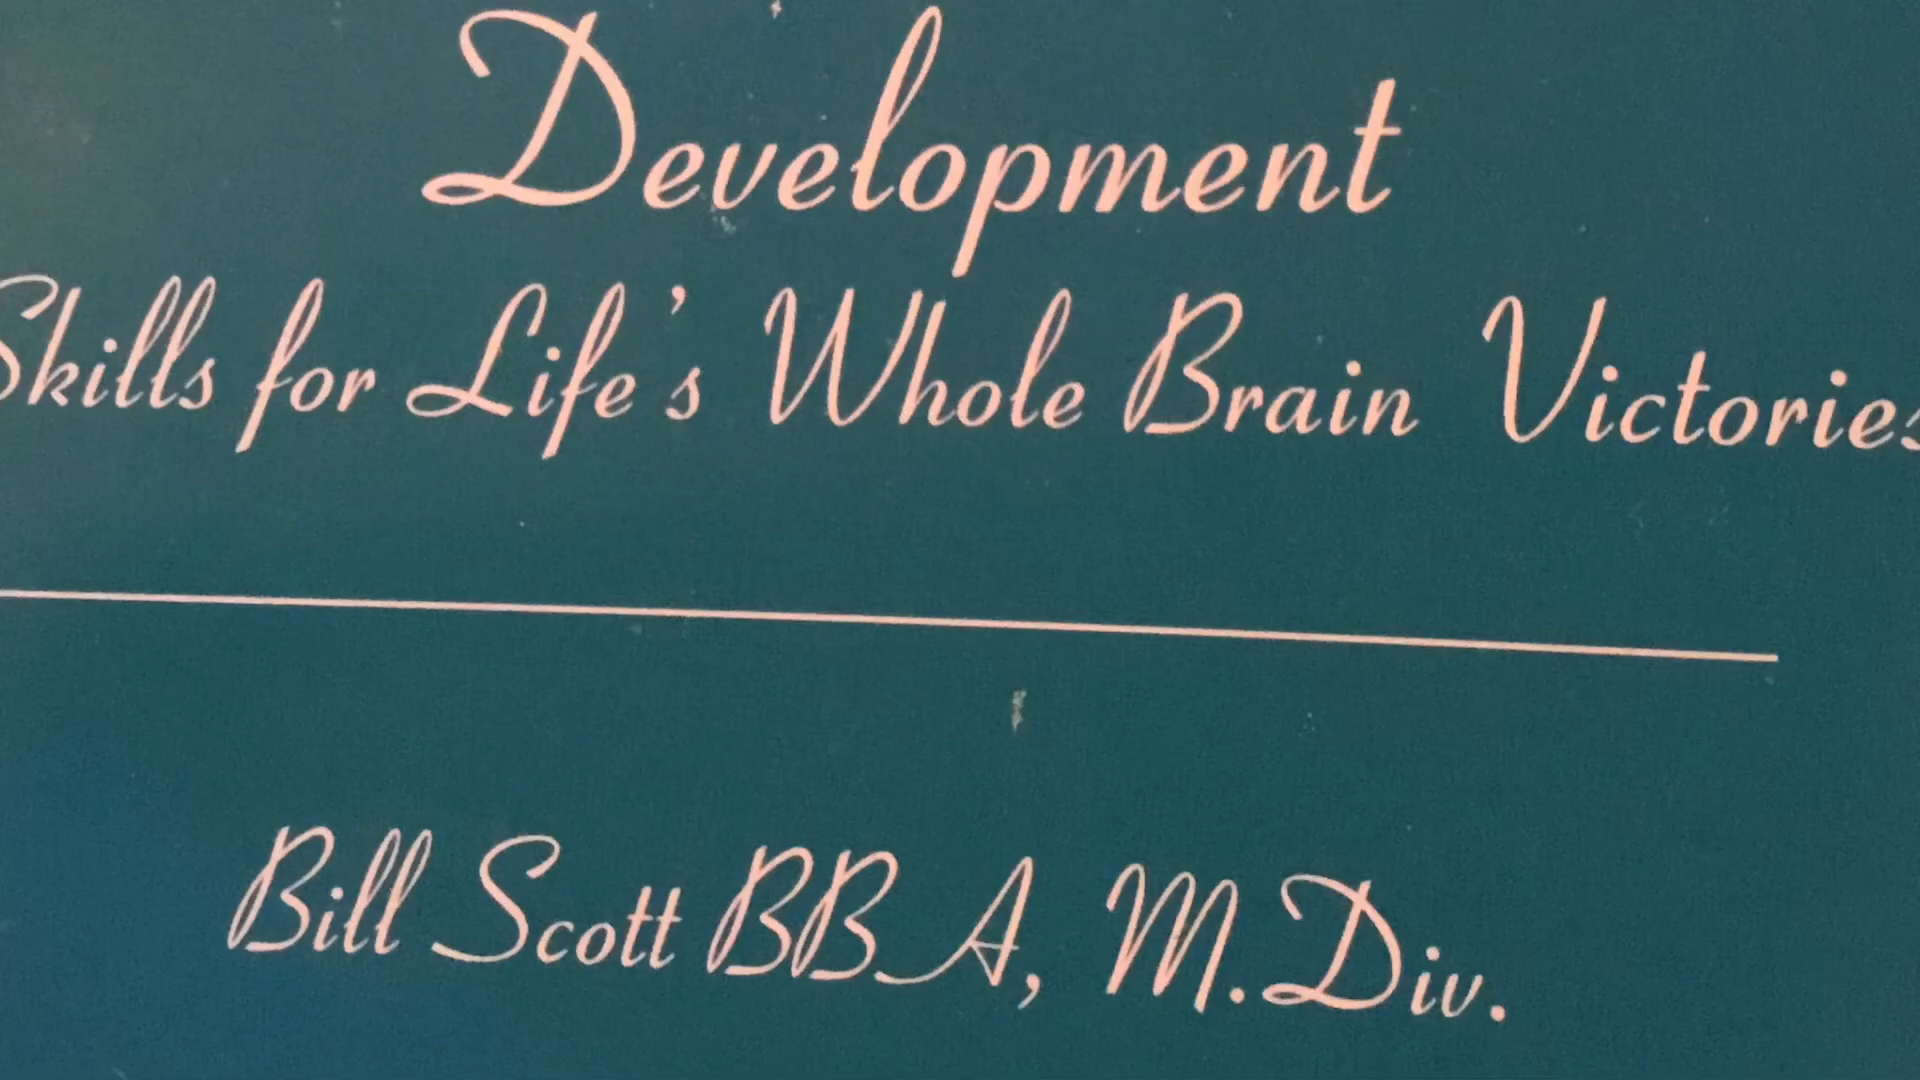 Development
Skills for Life's Whole Brain Victories
Bill Scott BBA, M.Div.